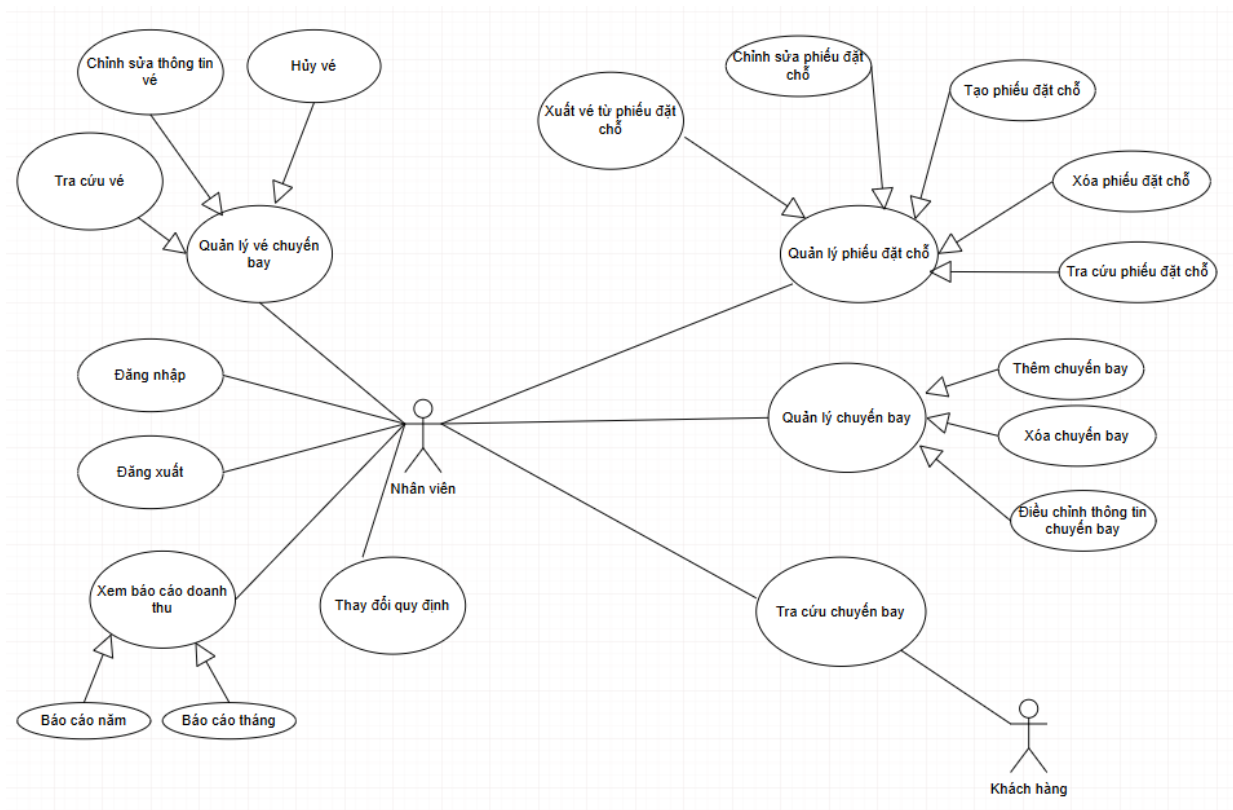 Chỉnh sửa thông tin
vé
Hủy vé
Tra cứu vé
Quản lý vé chuyến
bay
Xuất vé từ phiếu đặt
chỗ
Chỉnh sửa phiếu đặt
chỗ
Tạo phiếu đặt chỗ
Xóa phiếu đặt chỗ
Quản lý phiếu đặt chỗ
Tra cứu phiếu đặt chỗ
Đăng nhập
Đăng xuất
Nhân viên
Quản lý chuyến bay
Thêm chuyến bay
Xóa chuyến bay
Điều chỉnh thông tin
chuyến bay
Xem báo cáo doanh
thu
Thay đổi quy định
Tra cứu chuyến bay
Báo cáo năm
Báo cáo tháng
Khách hàng